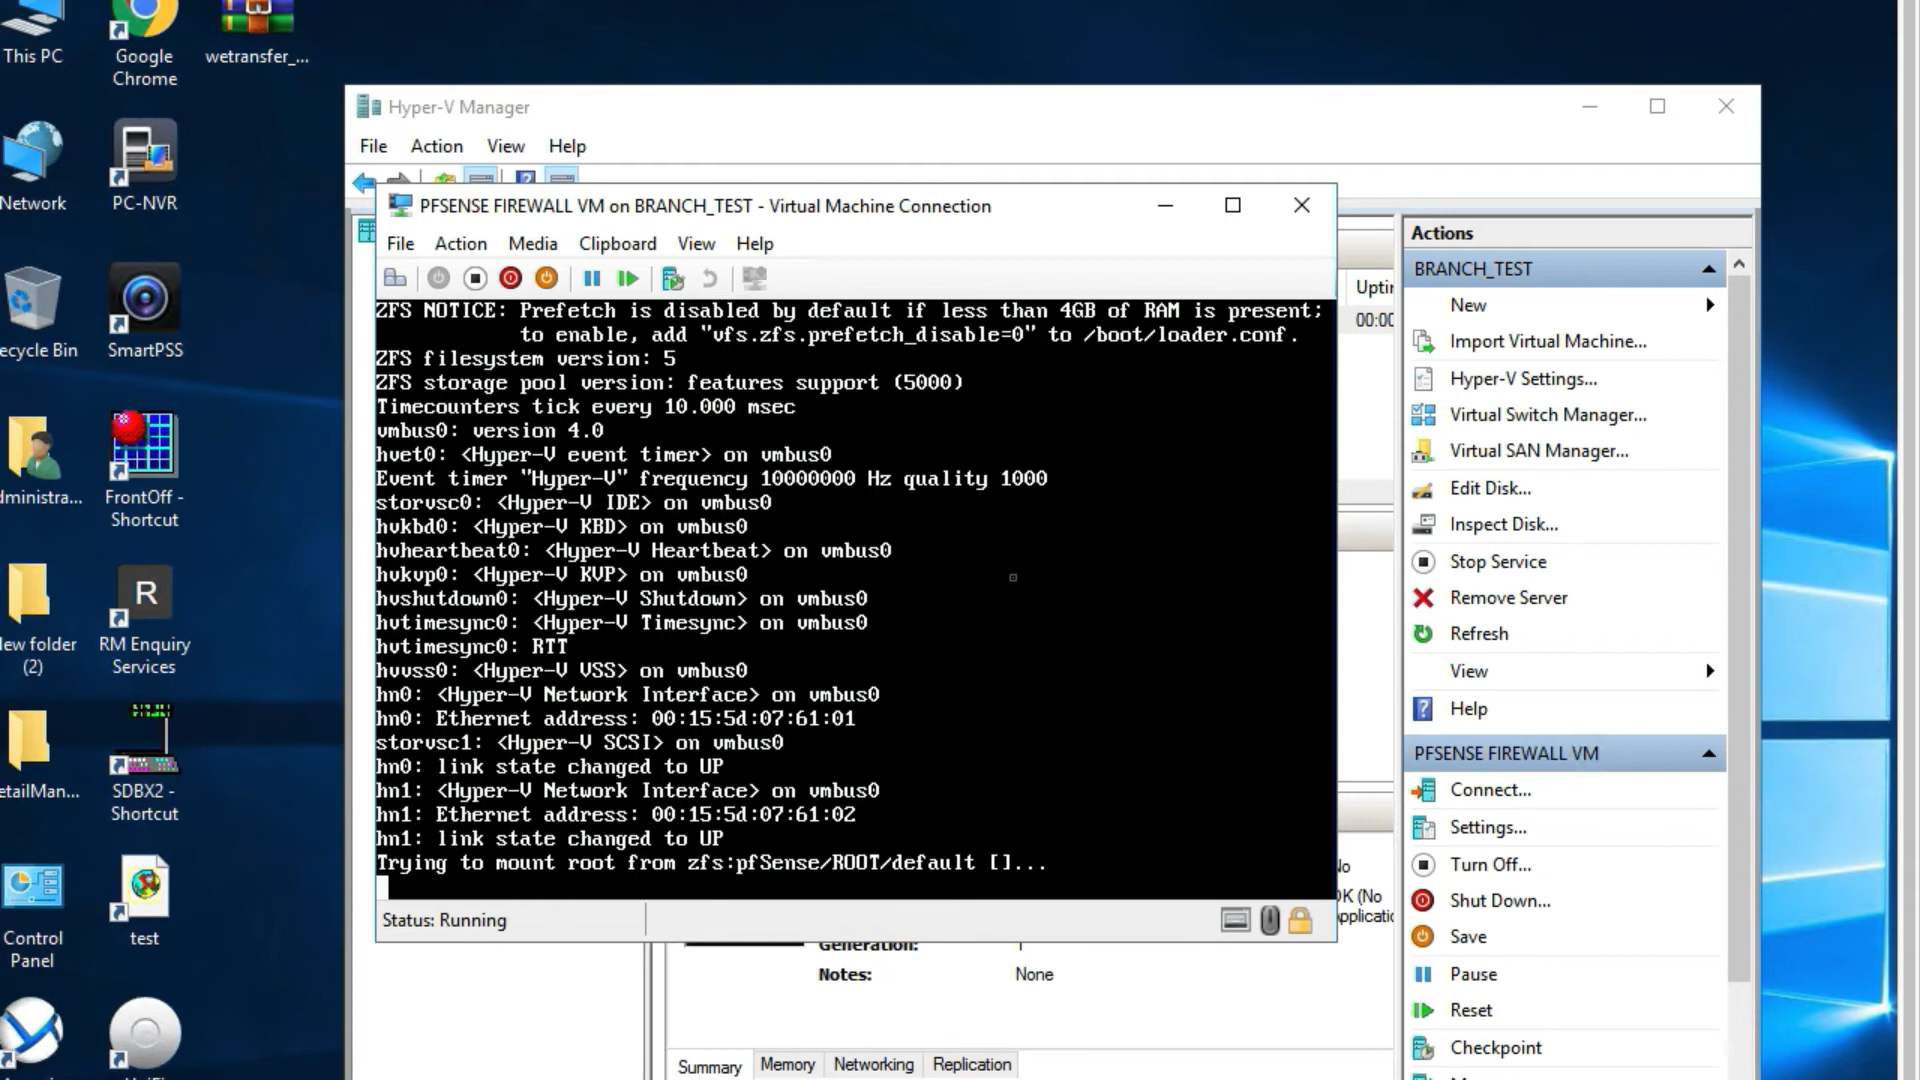 This PC
Google
Chrome
wetransfer_...
Network
PC-NVR
ecycle Bin
SmartPSS
dministra...
FrontOff -
Shortcut
lew folder
(2)
R
RM Enquiry
Services
etailMan...
SDBX2 -
Shortcut
Control
Panel
test
Hyper-V Manager
File Action View Help
PFSENSE FIREWALL VM on BRANCH_TEST - Virtual Machine Connection
File Action Media Clipboard View Help
ZFS NOTICE: Prefetch is disabled by default if less than 4GB of RAM is present;
to enable, add "vfs.zfs.prefetch_disable=0" to /boot/loader.conf.
ZFS filesystem version: 5
ZFS storage pool version: features support (5000)
Timecounters tick every 10.000 msec
vmbus0: version 4.0
hvet0: <Hyper-V event timer> on vmbus0
Event timer "Hyper-V" frequency 10000000 Hz quality 1000
storvsc0: <Hyper-V IDE> on vmbus0
hvkbd0: <Hyper-V KBD> on vmbus0
hvheartbeat0: <Hyper-V Heartbeat> on vmbus0
hvkvp0: <Hyper-V KVP> on vmbus0
hvshutdown0: <Hyper-V Shutdown> on vmbus0
hvtimesync0: <Hyper-V Timesync> on vmbus0
hvtimesync0: RTT
hvvss0: <Hyper-V VSS> on vmbus0
hn0: <Hyper-V Network Interface> on vmbus0
hn0: Ethernet address: 00:15:5d:07:61:01
storvsc1: <Hyper-V SCSI> on vmbus0
hn0: link state changed to UP
hn1: <Hyper-V Network Interface> on vmbus0
hn1: Ethernet address: 00:15:5d:07:61:02
hn1: link state changed to UP
Trying to mount root from zfs:pfSense/ROOT/default []...
Status: Running
Uptir
00:00
lo
OK (No
pplicatic
Generation: 1
Notes: None
Summary Memory Networking Replication
Actions
BRANCH_TEST
New
Import Virtual Machine...
Hyper-V Settings...
Virtual Switch Manager...
Virtual SAN Manager...
Edit Disk...
Inspect Disk...
Stop Service
Remove Server
Refresh
View
Help
PFSENSE FIREWALL VM
Connect...
Settings...
Turn Off...
Shut Down...
Save
Pause
Reset
Checkpoint